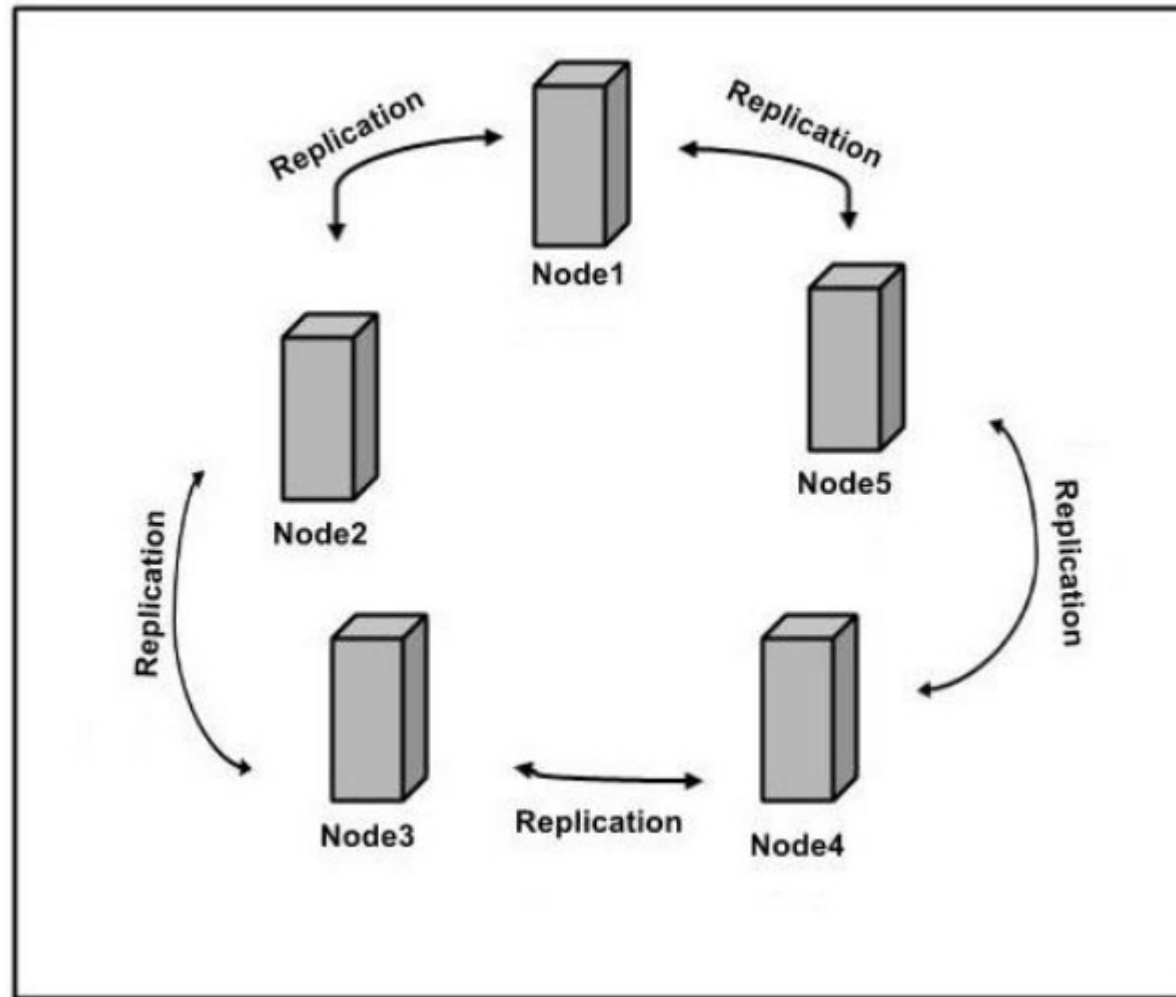 Replication
Replication
Node1
Node2
Node5
Replication
Replication
Node3
Replication
Node4